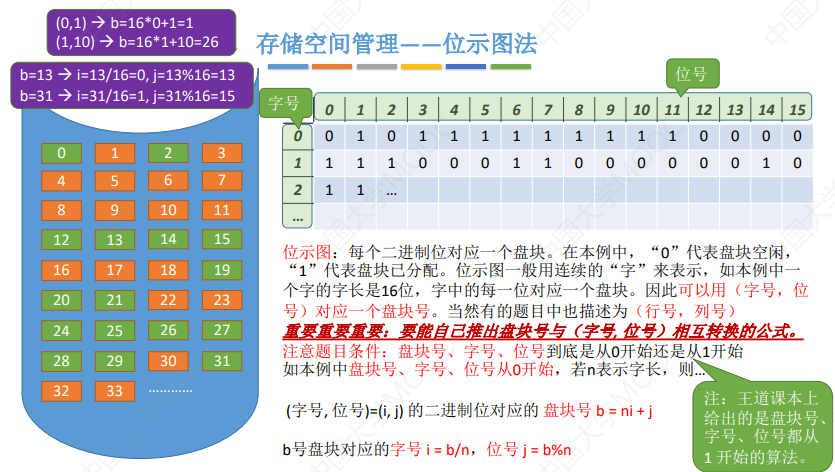 (0,1) → b=16*0+1=1
(1,10) → b=16*1+10=26
存储空间管理——位示图法
b=13 → i=13/16=0, j=13%16=13
b=31 → i=31/16=1, j=31%16=15
字号
位号
0 1 2 3 4 5 6 7 8 9 10 11 12 13 14 15
0 0 1 0 1 1 1 1 1 1 1 1 1 0 0 0 0
1 1 1 1 0 0 0 1 1 0 0 0 0 0 0 1 0
2 1 1 …
…
0 1 2 3
4 5 6 7
8 9 10 11
12 13 14 15
16 17 18 19
20 21 22 23
24 25 26 27
28 29 30 31
32 33 …………
位示图：每个二进制位对应一个盘块。在本例中，“0”代表盘块空闲，
“1”代表盘块已分配。位示图一般用连续的“字”来表示，如本例中一
个字的字长是16位，字中的每一位对应一个盘块。因此可以用（字号，位
号）对应一个盘块号。当然有的题目中也描述为（行号，列号）
重要重要重要：要能自己推出盘块号与（字号, 位号）相互转换的公式。
注意题目条件：盘块号、字号、位号到底是从0开始还是从1开始
如本例中盘块号、字号、位号从0开始，若n表示字长，则…
(字号, 位号)=(i, j) 的二进制位对应的 盘块号 b = ni + j
b号盘块对应的字号 i = b/n，位号 j = b%n
注：王道课本上
给出的是盘块号、
字号、位号都从
1 开始的算法。
中国大学MOOC